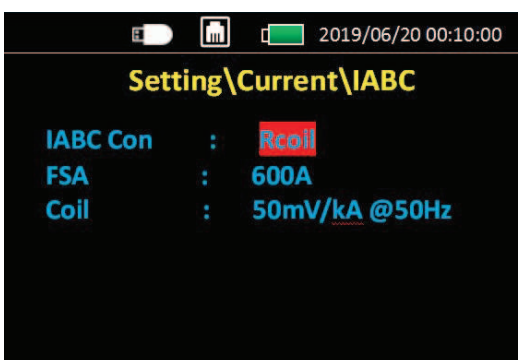 2019/06/20 00:10:00
Setting\Current\IABC
IABC Con : Rcoil
FSA : 600A
Coil : 50mV/kA @50Hz